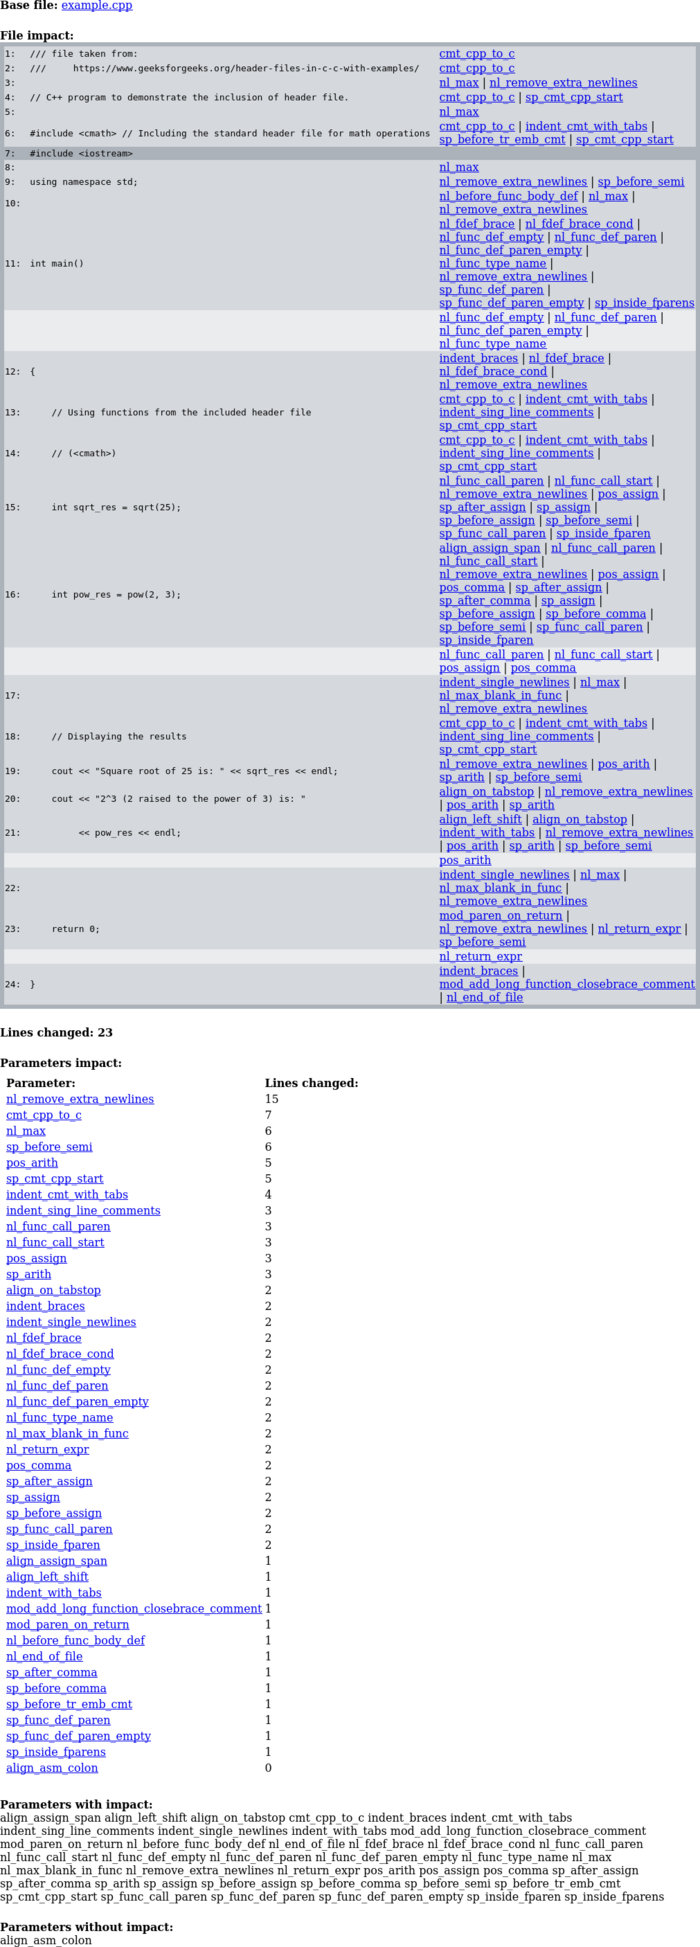 Base file: example.cpp
File impact:
1: /// file taken from: cmt_cpp_to_c
2: ///     https://www.geeksforgeeks.org/header-files-in-c-c-with-examples/ cmt_cpp_to_c
3: nl_max | nl_remove_extra_newlines
4: // C++ program to demonstrate the inclusion of header file. cmt_cpp_to_c | sp_cmt_cpp_start
5: nl_max
6: #include <cmath> // Including the standard header file for math operations cmt_cpp_to_c | indent_cmt_with_tabs |
sp_before_tr_emb_cmt | sp_cmt_cpp_start
7: #include <iostream>
8: nl_max
9: using namespace std; nl_remove_extra_newlines | sp_before_semi
10: nl_before_func_body_def | nl_max |
nl_remove_extra_newlines
11: int main() nl_fdef_brace | nl_fdef_brace_cond |
nl_func_def_empty | nl_func_def_paren |
nl_func_def_paren_empty |
nl_func_type_name |
nl_remove_extra_newlines |
sp_func_def_paren |
sp_func_def_paren_empty | sp_inside_fparens
nl_func_def_empty | nl_func_def_paren |
nl_func_def_paren_empty |
nl_func_type_name
12: { indent_braces | nl_fdef_brace |
nl_fdef_brace_cond |
nl_remove_extra_newlines
13: // Using functions from the included header file cmt_cpp_to_c | indent_cmt_with_tabs |
indent_sing_line_comments |
sp_cmt_cpp_start
14: // (<cmath>) cmt_cpp_to_c | indent_cmt_with_tabs |
indent_sing_line_comments |
sp_cmt_cpp_start
15: int sqrt_res = sqrt(25); nl_func_call_paren | nl_func_call_start |
nl_remove_extra_newlines | pos_assign |
sp_after_assign | sp_assign |
sp_before_assign | sp_before_semi |
sp_func_call_paren | sp_inside_fparen
16: int pow_res = pow(2, 3); align_assign_span | nl_func_call_paren |
nl_func_call_start |
nl_remove_extra_newlines | pos_assign |
pos_comma | sp_after_assign |
sp_after_comma | sp_assign |
sp_before_assign | sp_before_comma |
sp_before_semi | sp_func_call_paren |
sp_inside_fparen
nl_func_call_paren | nl_func_call_start |
pos_assign | pos_comma
17: indent_single_newlines | nl_max |
nl_max_blank_in_func |
nl_remove_extra_newlines
18: // Displaying the results cmt_cpp_to_c | indent_cmt_with_tabs |
indent_sing_line_comments |
sp_cmt_cpp_start
19: cout << "Square root of 25 is: " << sqrt_res << endl; nl_remove_extra_newlines | pos_arith |
sp_arith | sp_before_semi
20: cout << "2^3 (2 raised to the power of 3) is: " align_on_tabstop | nl_remove_extra_newlines
| pos_arith | sp_arith
21: << pow_res << endl; align_left_shift | align_on_tabstop |
indent_with_tabs | nl_remove_extra_newlines
| pos_arith | sp_arith | sp_before_semi
pos_arith
22: indent_single_newlines | nl_max |
nl_max_blank_in_func |
nl_remove_extra_newlines
23: return 0; mod_paren_on_return |
nl_remove_extra_newlines | nl_return_expr |
sp_before_semi
nl_return_expr
24: } indent_braces |
mod_add_long_function_closebrace_comment
| nl_end_of_file
Lines changed: 23
Parameters impact:
Parameter: Lines changed:
nl_remove_extra_newlines 15
cmt_cpp_to_c 7
nl_max 6
sp_before_semi 6
pos_arith 5
sp_cmt_cpp_start 5
indent_cmt_with_tabs 4
indent_sing_line_comments 3
nl_func_call_paren 3
nl_func_call_start 3
pos_assign 3
sp_arith 3
align_on_tabstop 2
indent_braces 2
indent_single_newlines 2
nl_fdef_brace 2
nl_fdef_brace_cond 2
nl_func_def_empty 2
nl_func_def_paren 2
nl_func_def_paren_empty 2
nl_func_type_name 2
nl_max_blank_in_func 2
nl_return_expr 2
pos_comma 2
sp_after_assign 2
sp_assign 2
sp_before_assign 2
sp_func_call_paren 2
sp_inside_fparen 2
align_assign_span 1
align_left_shift 1
indent_with_tabs 1
mod_add_long_function_closebrace_comment 1
mod_paren_on_return 1
nl_before_func_body_def 1
nl_end_of_file 1
sp_after_comma 1
sp_before_comma 1
sp_before_tr_emb_cmt 1
sp_func_def_paren 1
sp_func_def_paren_empty 1
sp_inside_fparens 1
align_asm_colon 0
Parameters with impact:
align_assign_span align_left_shift align_on_tabstop cmt_cpp_to_c indent_braces indent_cmt_with_tabs
indent_sing_line_comments indent_single_newlines indent_with_tabs mod_add_long_function_closebrace_comment
mod_paren_on_return nl_before_func_body_def nl_end_of_file nl_fdef_brace nl_fdef_brace_cond nl_func_call_paren
nl_func_call_start nl_func_def_empty nl_func_def_paren nl_func_def_paren_empty nl_func_type_name nl_max
nl_max_blank_in_func nl_remove_extra_newlines nl_return_expr pos_arith pos_assign pos_comma sp_after_assign
sp_after_comma sp_arith sp_assign sp_before_assign sp_before_comma sp_before_semi sp_before_tr_emb_cmt
sp_cmt_cpp_start sp_func_call_paren sp_func_def_paren sp_func_def_paren_empty sp_inside_fparen sp_inside_fparens
Parameters without impact:
align_asm_colon